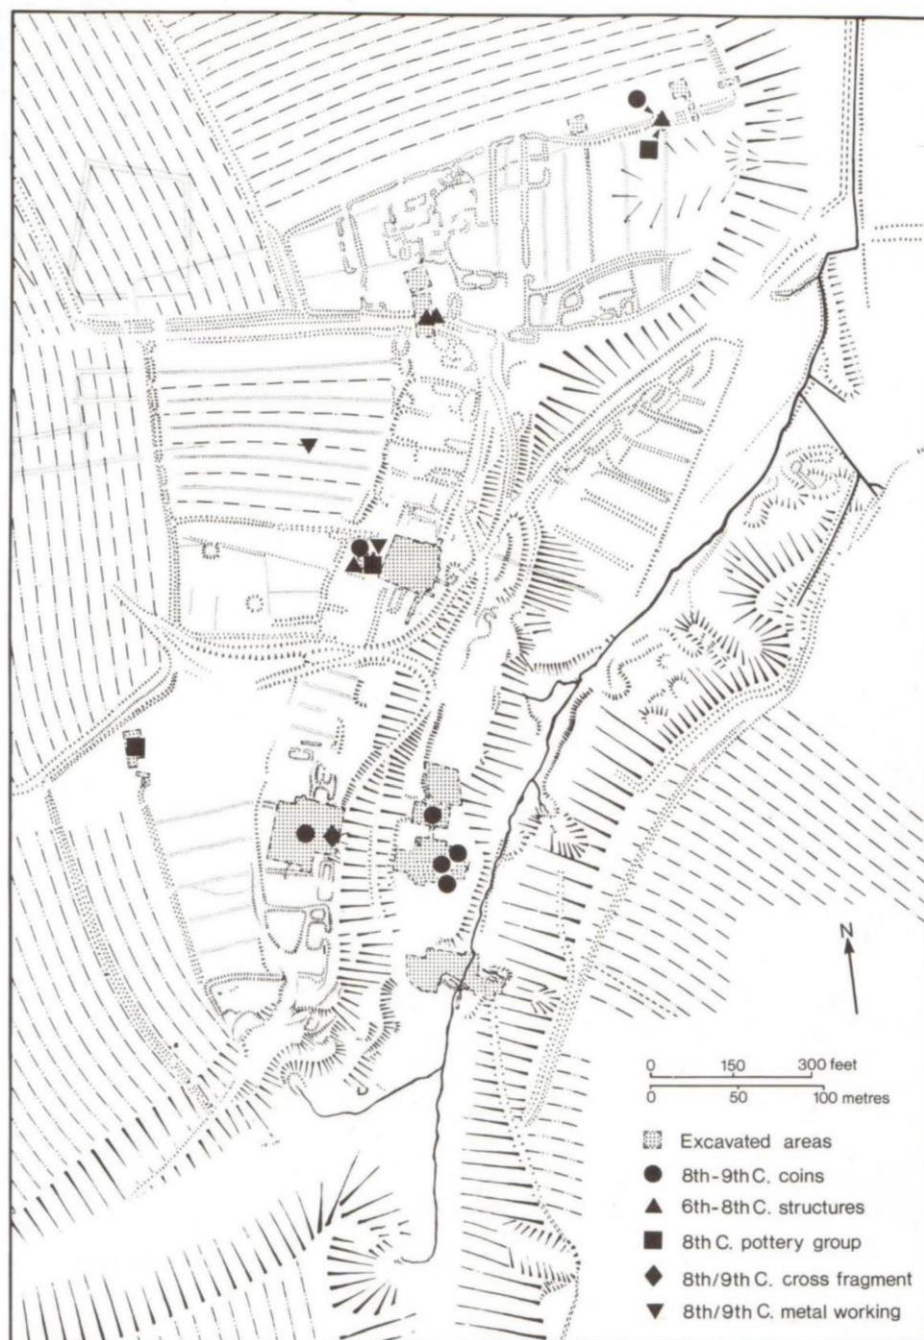 N
0 150 300 feet
0 50 100 metres
Excavated areas
8th-9th C. coins
6th-8th C. structures
8th C. pottery group
8th/9th C. cross fragment
8th/9th C. metal working